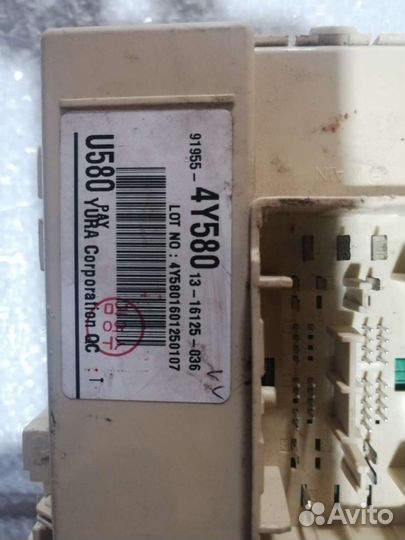 91955-
4Y580
13-16125-036
LOT NO : 4Y5801601250107
U580
PAX
YURA Corporation QC
Avito